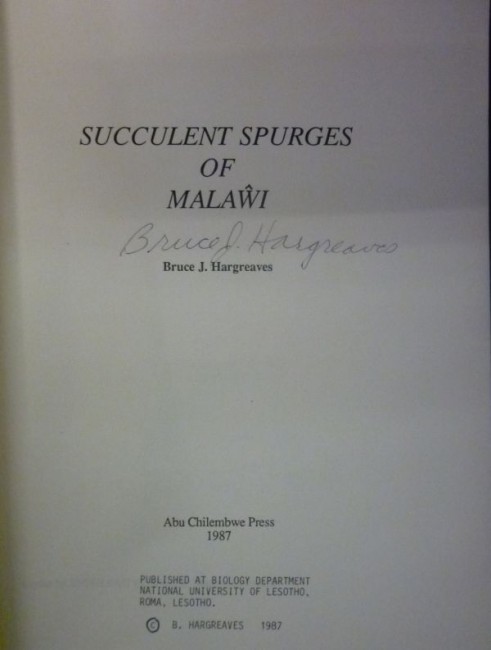 SUCCULENT SPURGES
OF
MALAŴI
Bruce J. Hargreaves
Bruce J. Hargreaves
Abu Chilembwe Press
1987
PUBLISHED AT BIOLOGY DEPARTMENT
NATIONAL UNIVERSITY OF LESOTHO,
ROMA, LESOTHO.
© B. HARGREAVES 1987